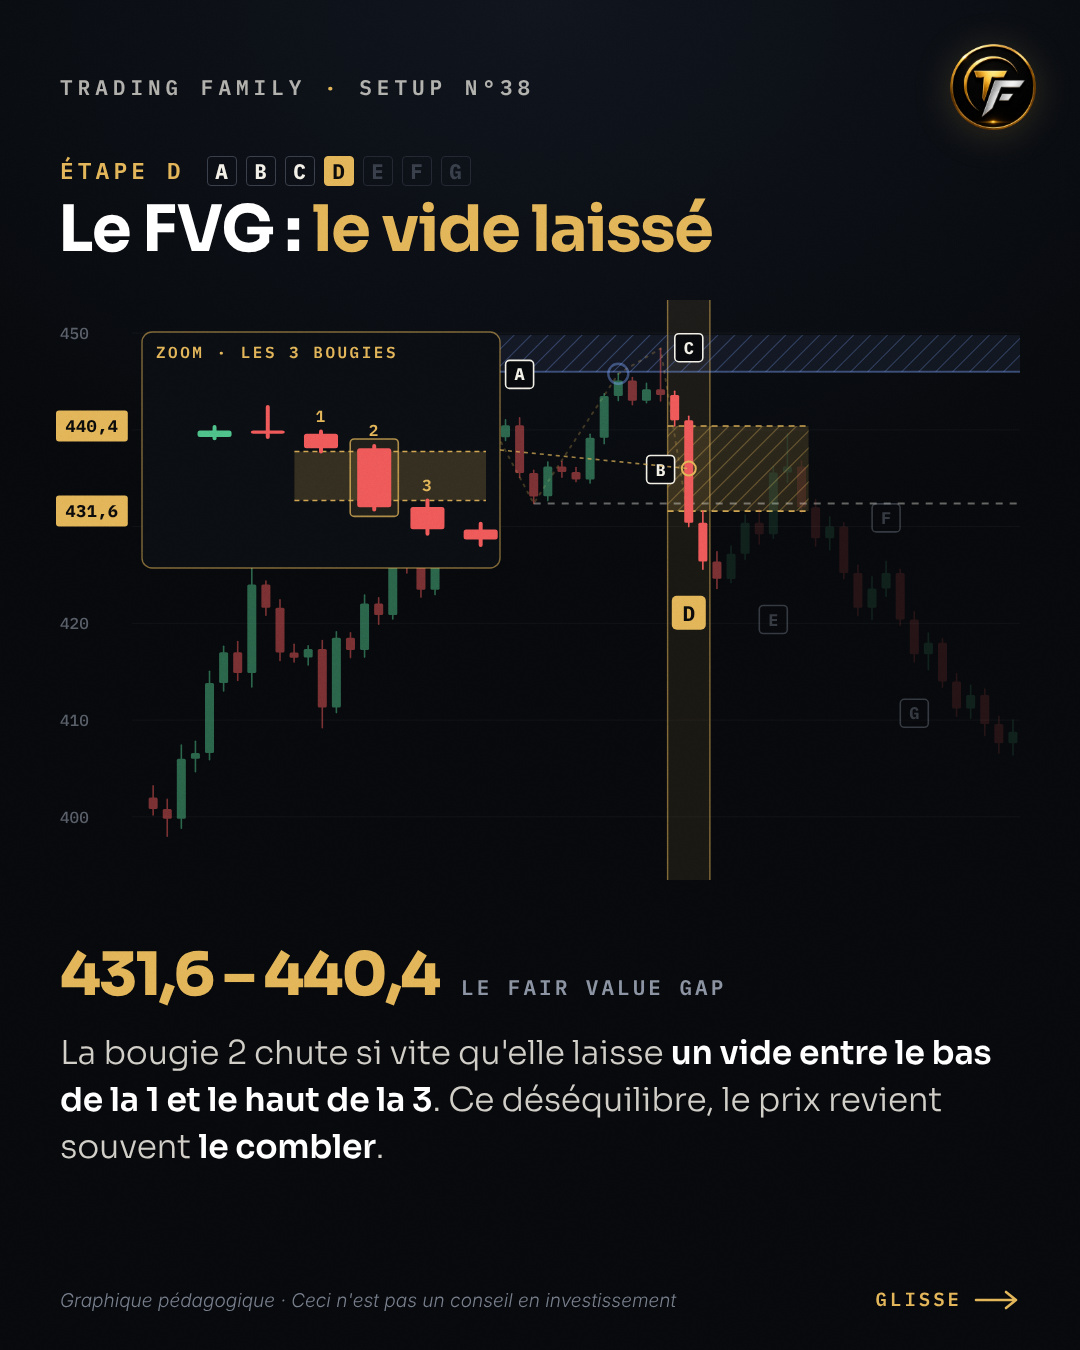 TRADING FAMILY · SETUP N°38
TF
ÉTAPE D A B C D E F G
Le FVG : le vide laissé
450
ZOOM · LES 3 BOUGIES
1
2
3
A
C
440,4
B
431,6
F
D
E
420
G
410
400
431,6 – 440,4 LE FAIR VALUE GAP
La bougie 2 chute si vite qu'elle laisse un vide entre le bas
de la 1 et le haut de la 3. Ce déséquilibre, le prix revient
souvent le combler.
Graphique pédagogique · Ceci n'est pas un conseil en investissement
GLISSE →